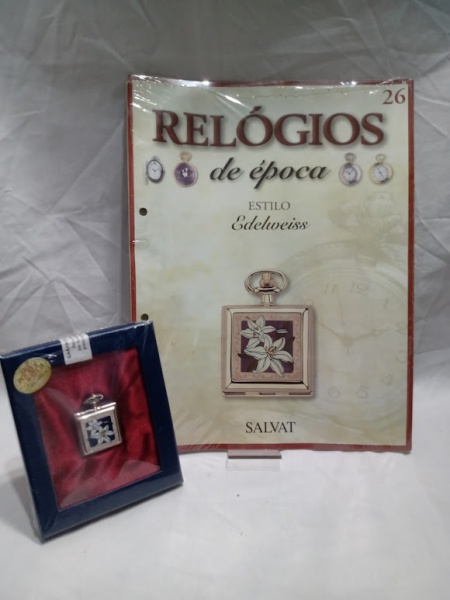 26
RELÓGIOS
de época
ESTILO
Edelweiss
SALVAT